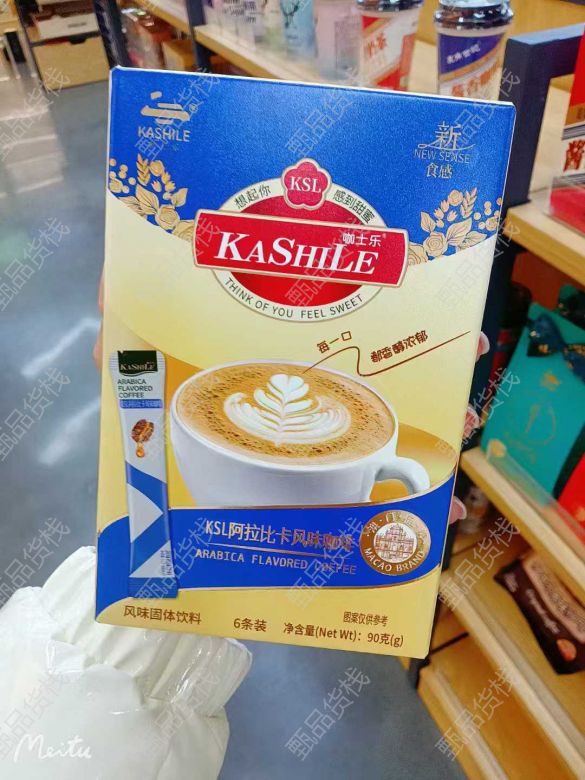 KASHILE
新
NEW SENSE
食感
想起你
KSL
感到甜蜜
咖士乐
KASHILE
THINK OF YOU FEEL SWEET
每一口
都香醇浓郁
KASHILE
ARABICA
FLAVORED
COFFEE
KSL阿拉比卡风味咖啡
ARABICA FLAVORED COFFEE
MACAO BRAND
风味固体饮料
6条装
图案仅供参考
净含量(Net Wt): 90克(g)
Meitu
甄品货栈